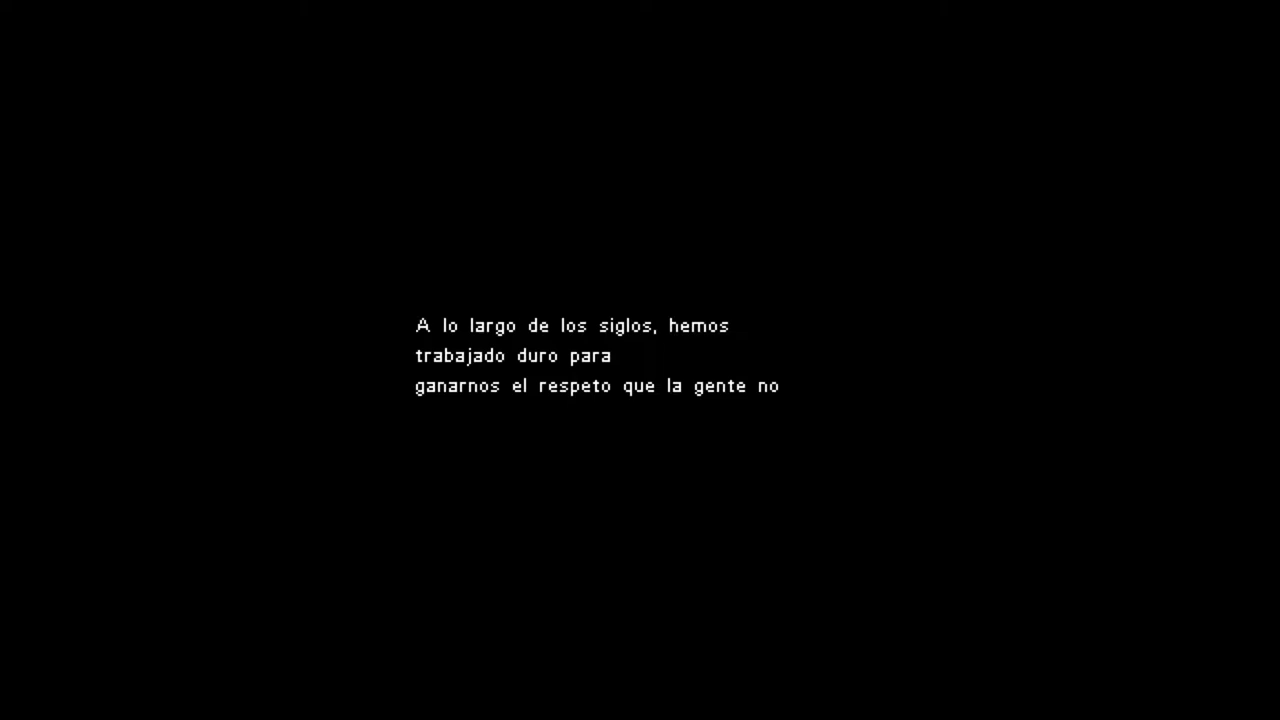 A lo largo de los siglos, hemos
trabajado duro para
ganarnos el respeto que la gente no